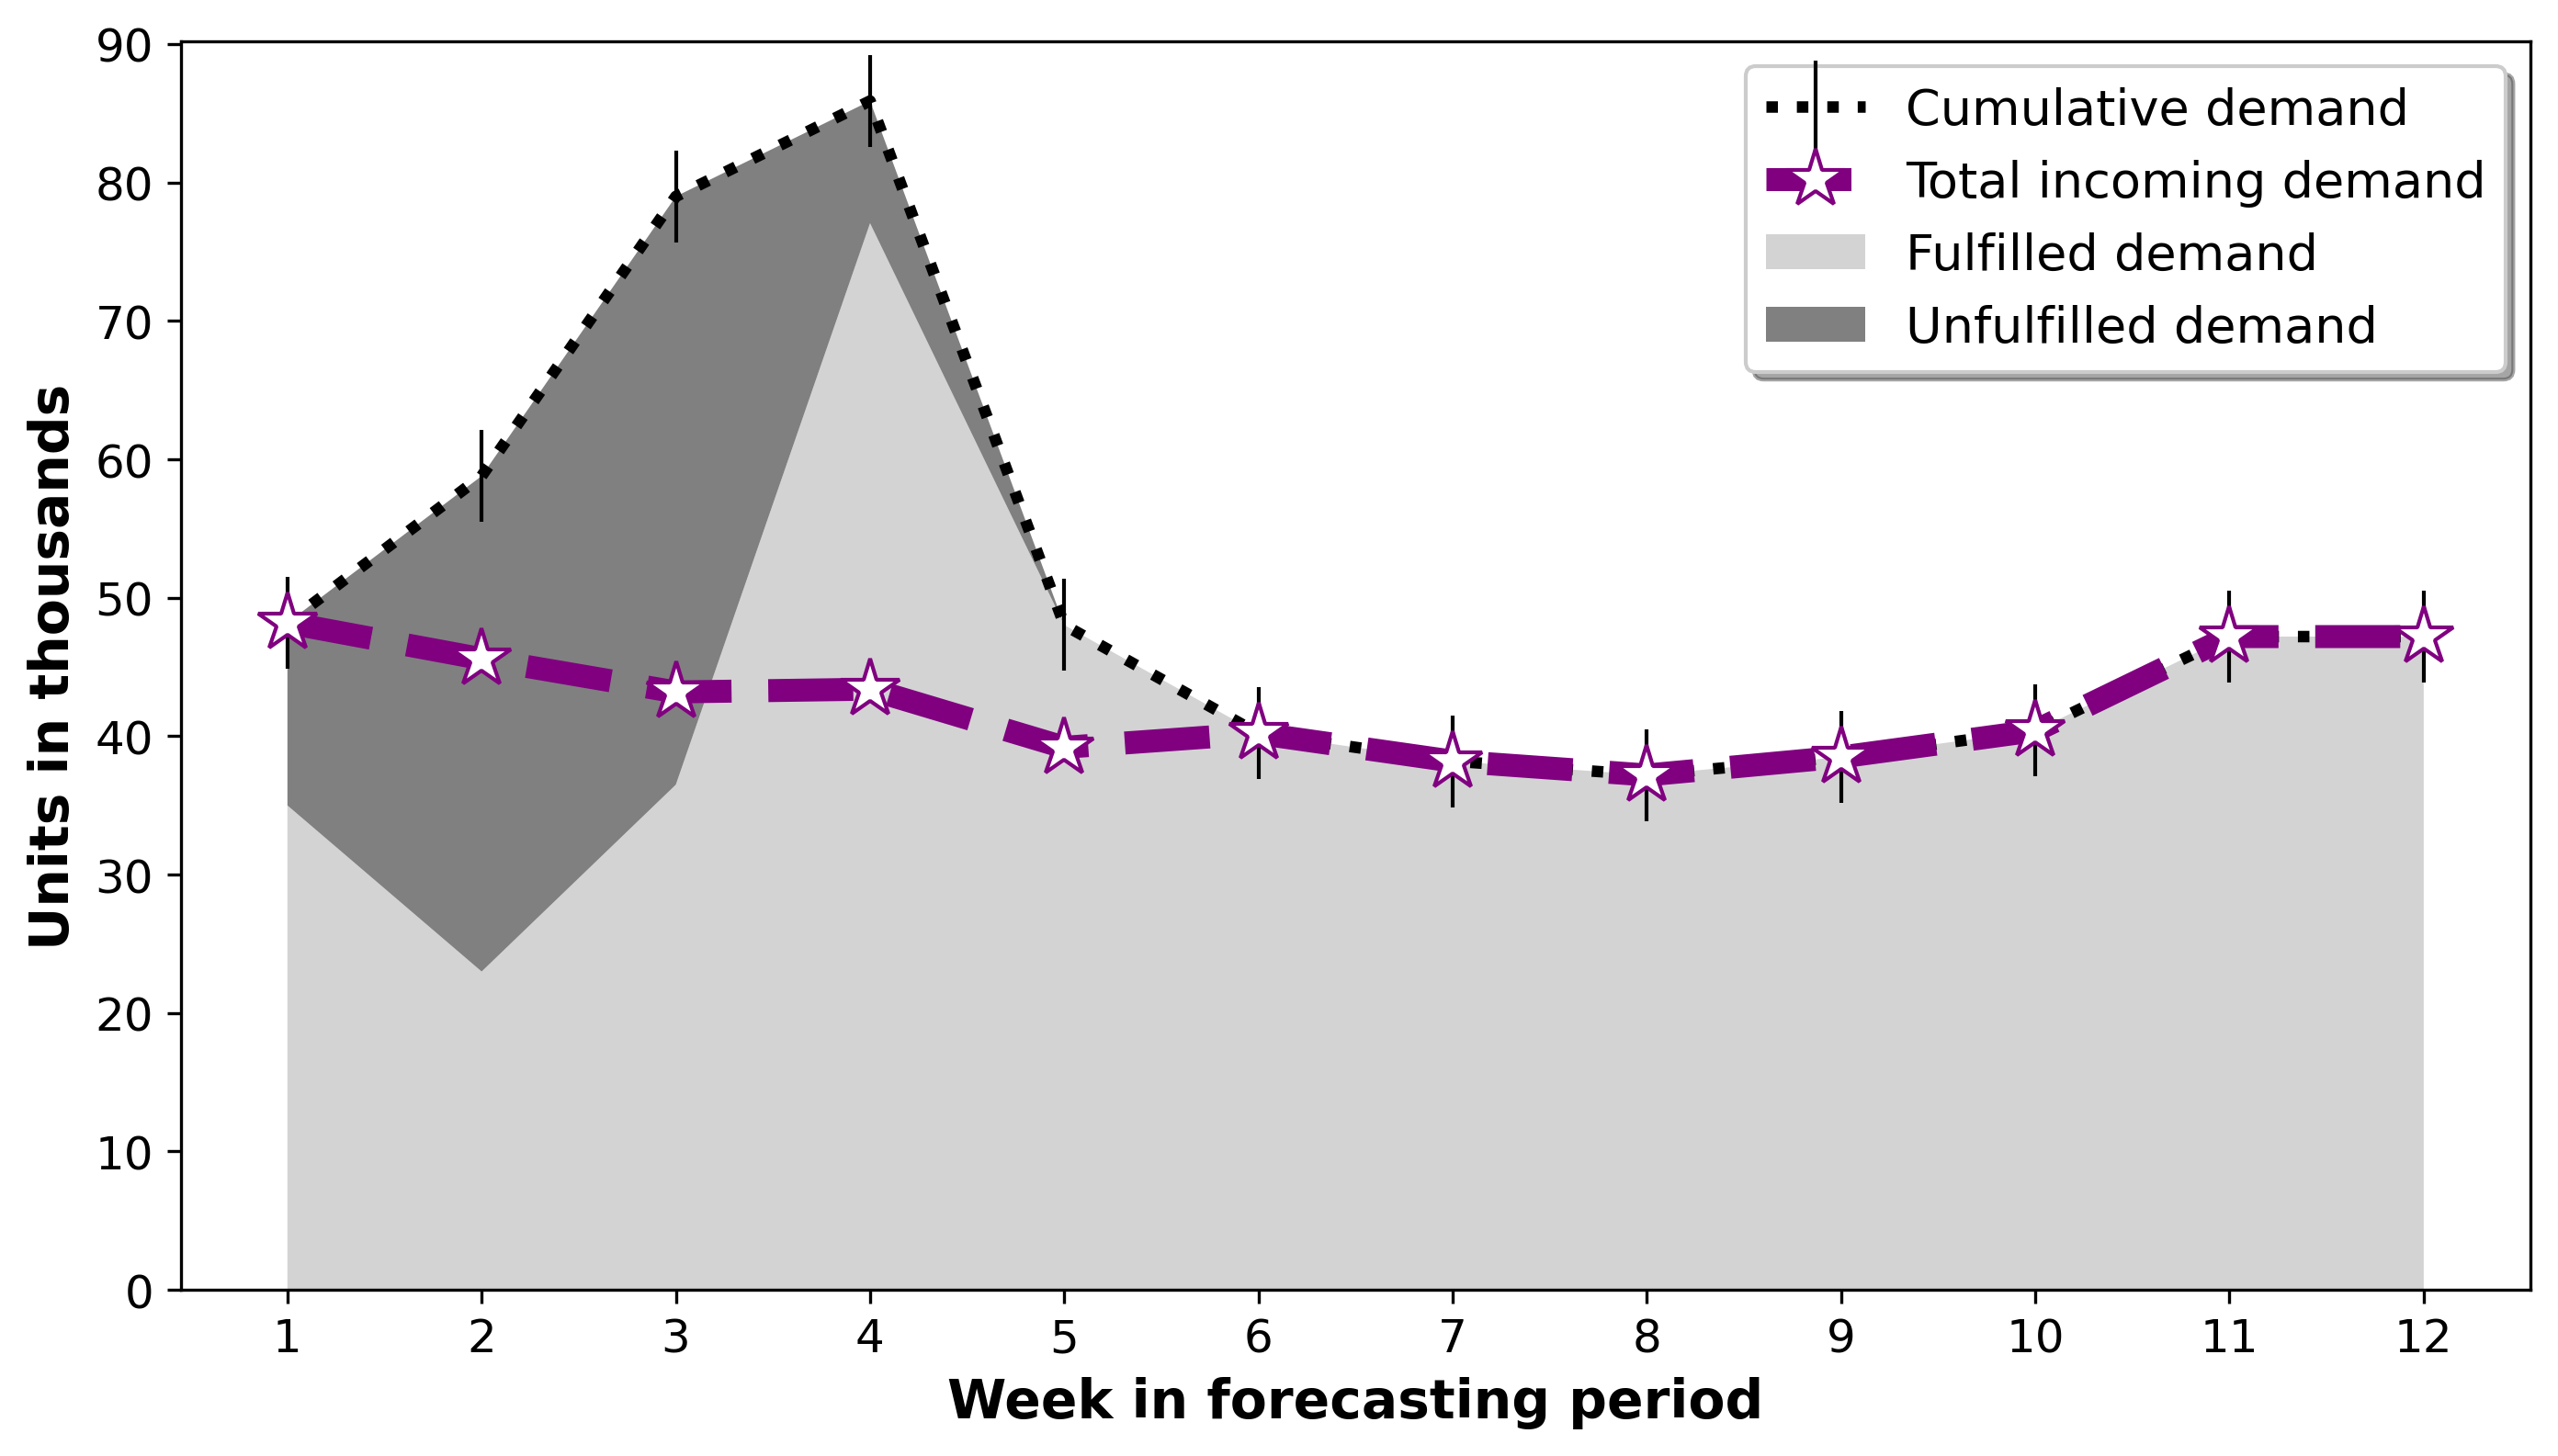 90
80
70
60
50
40
30
20
10
0
Units in thousands
Cumulative demand
Total incoming demand
Fulfilled demand
Unfulfilled demand
1 2 3 4 5 6 7 8 9 10 11 12
Week in forecasting period